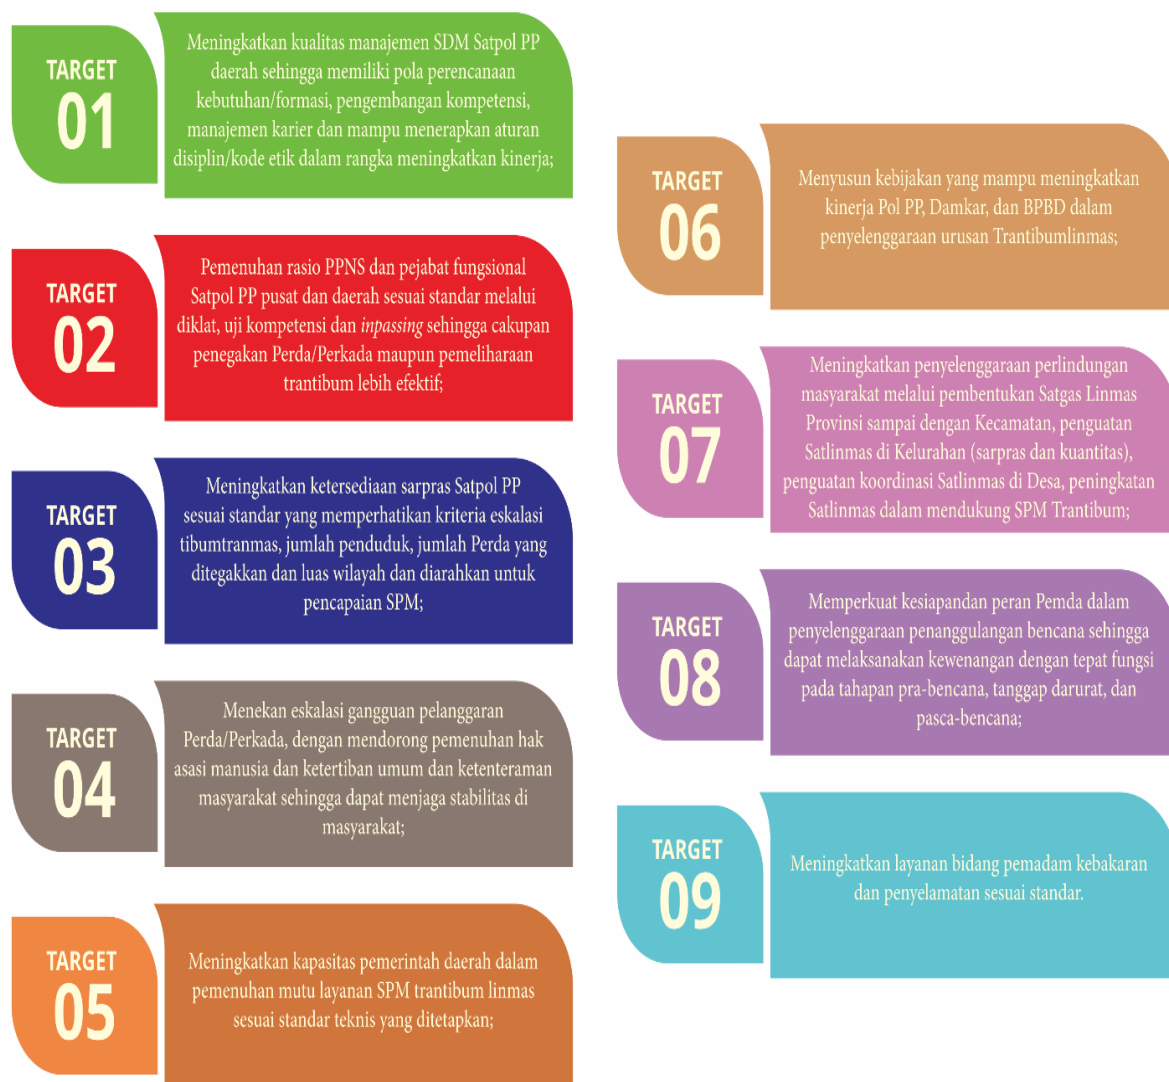 TARGET
01
Meningkatkan kualitas manajemen SDM Satpol PP
daerah sehingga memiliki pola perencanaan
kebutuhan/formasi, pengembangan kompetensi,
manajemen karier dan mampu menerapkan aturan
disiplin/kode etik dalam rangka meningkatkan kinerja;
TARGET
02
Pemenuhan rasio PPNS dan pejabat fungsional
Satpol PP pusat dan daerah sesuai standar melalui
diklat, uji kompetensi dan inpassing sehingga cakupan
penegakan Perda/Perkada maupun pemeliharaan
trantibum lebih efektif;
TARGET
03
Meningkatkan ketersediaan sarpras Satpol PP
sesuai standar yang memperhatikan kriteria eskalasi
tibumtranmas, jumlah penduduk, jumlah Perda yang
ditegakkan dan luas wilayah dan diarahkan untuk
pencapaian SPM;
TARGET
04
Menekan eskalasi gangguan pelanggaran
Perda/Perkada, dengan mendorong pemenuhan hak
asasi manusia dan ketertiban umum dan ketenteraman
masyarakat sehingga dapat menjaga stabilitas di
masyarakat;
TARGET
05
Meningkatkan kapasitas pemerintah daerah dalam
pemenuhan mutu layanan SPM trantibum linmas
sesuai standar teknis yang ditetapkan;
TARGET
06
Menyusun kebijakan yang mampu meningkatkan
kinerja Pol PP, Damkar, dan BPBD dalam
penyelenggaraan urusan Trantibumlinmas;
TARGET
07
Meningkatkan penyelenggaraan perlindungan
masyarakat melalui pembentukan Satgas Linmas
Provinsi sampai dengan Kecamatan, penguatan
Satlinmas di Kelurahan (sarpras dan kuantitas),
penguatan koordinasi Satlinmas di Desa, peningkatan
Satlinmas dalam mendukung SPM Trantibum;
TARGET
08
Memperkuat kesiapandan peran Pemda dalam
penyelenggaraan penanggulangan bencana sehingga
dapat melaksanakan kewenangan dengan tepat fungsi
pada tahapan pra-bencana, tanggap darurat, dan
pasca-bencana;
TARGET
09
Meningkatkan layanan bidang pemadam kebakaran
dan penyelamatan sesuai standar.